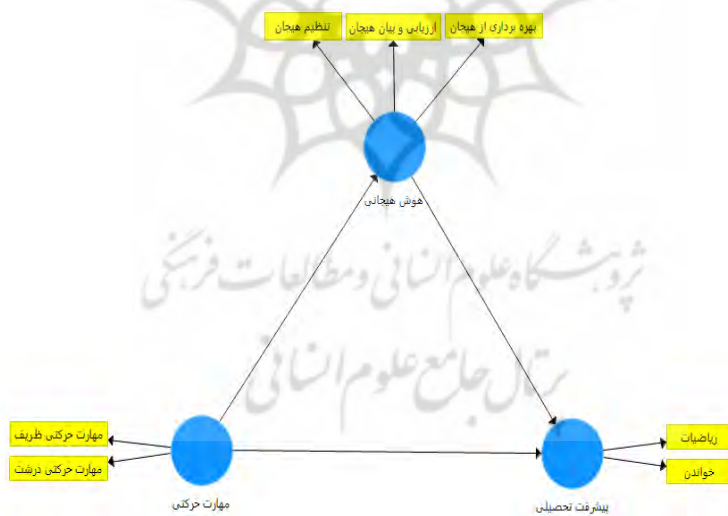 بهره برداری از هیجان
ارزیابی و بیان هیجان
تنظیم هیجان
هوش هیجانی
پژوهشگاه علوم انسانی و مطالعات فرهنگی
پرتال جامع علوم انسانی
مهارت حرکتی ظریف
مهارت حرکتی درشت
مهارت حرکتی
ریاضیات
خواندن
پیشرفت تحصیلی